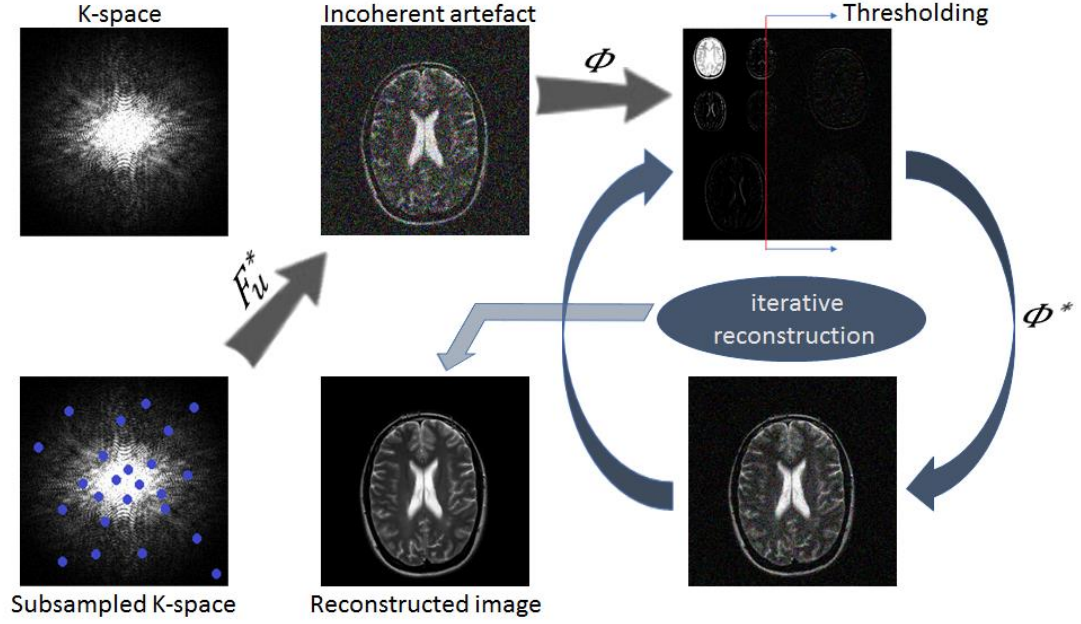 K-space
Incoherent artefact
Thresholding
Φ
F*u
iterative
reconstruction
Φ*
Subsampled K-space
Reconstructed image